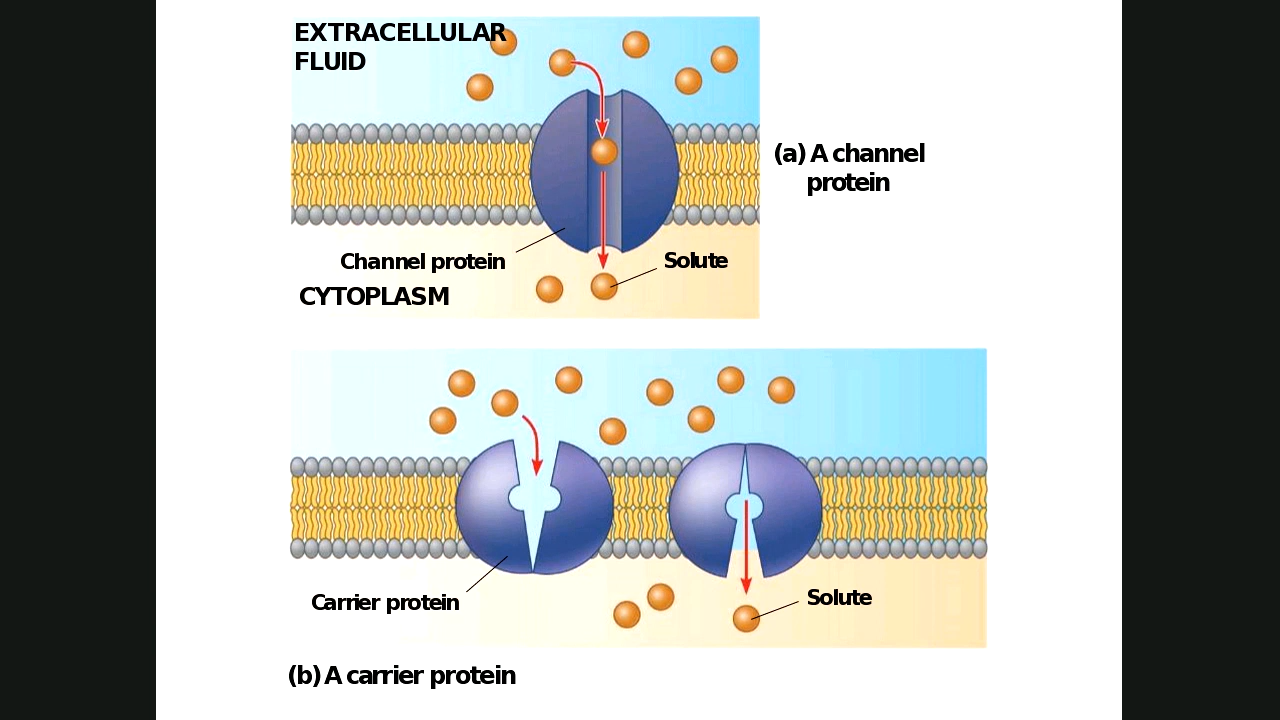 EXTRACELLULAR
FLUID
(a) A channel
protein
Channel protein
Solute
CYTOPLASM
Carrier protein
Solute
(b) A carrier protein